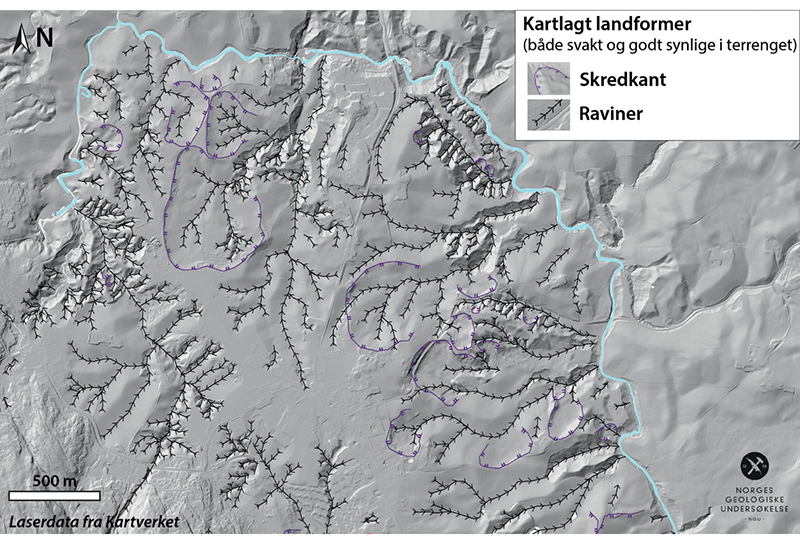 N
Kartlagt landformer
(både svakt og godt synlige i terrenget)
Skredkant
Raviner
500 m
Laserdata fra Kartverket
NORGES
GEOLOGISKE
UNDERSØKELSE
- NGU -